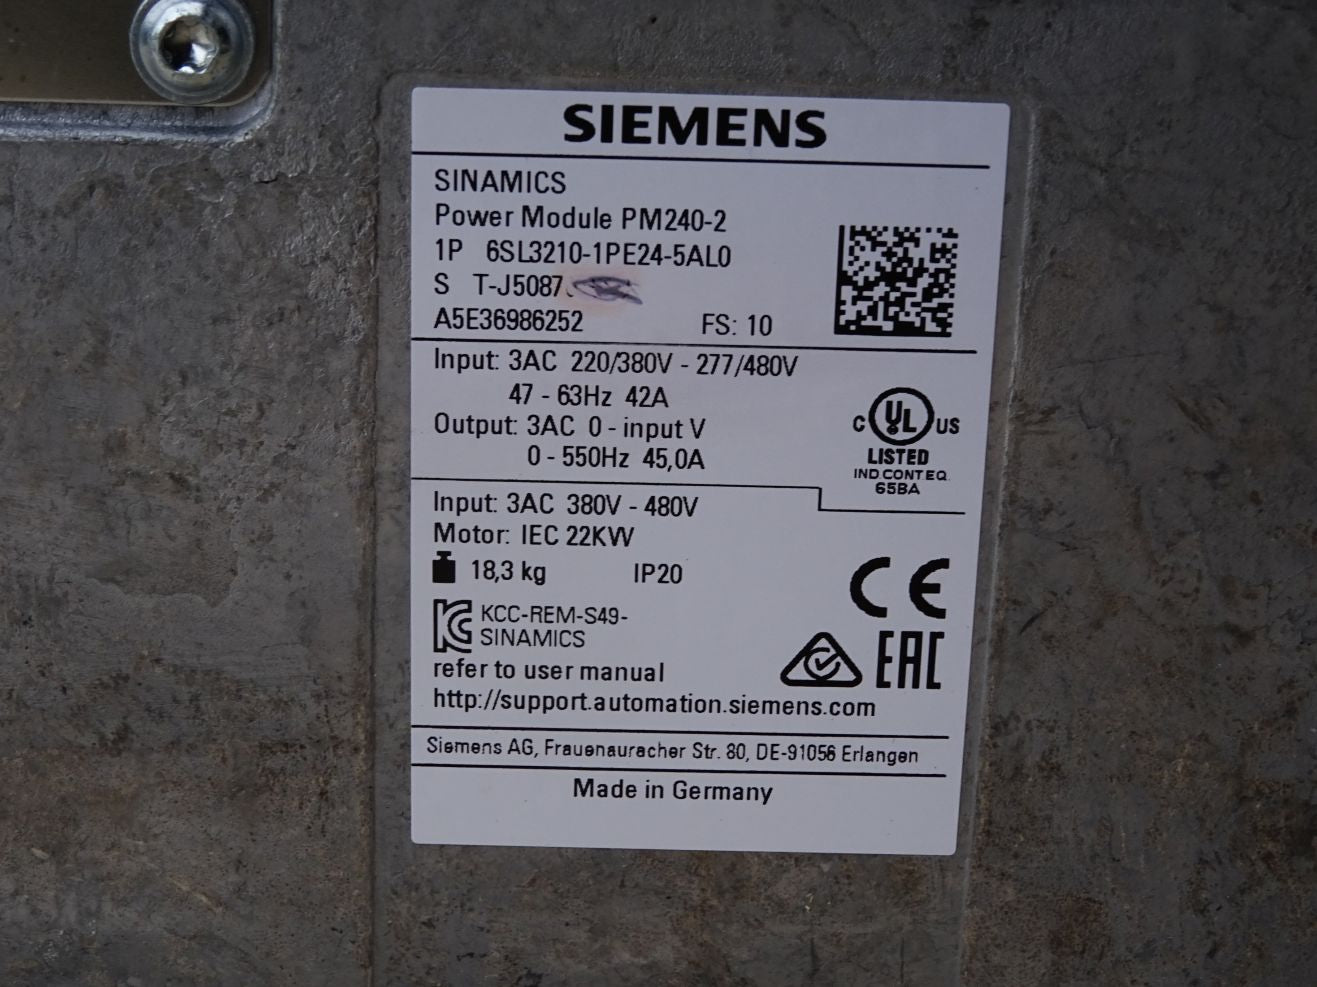 SIEMENS
SINAMICS
Power Module PM240-2
1P 6SL3210-1PE24-5AL0
S T-J5087
A5E36986252 FS: 10
Input: 3AC 220/380V - 277/480V
47 - 63Hz 42A
Output: 3AC 0 - input V
0 - 550Hz 45,0A
C UL US
LISTED
IND.CONT.EQ.
65BA
Input: 3AC 380V - 480V
Motor: IEC 22KW
18,3 kg IP20
CE
KCC-REM-S49-
SINAMICS
EAC
refer to user manual
http://support.automation.siemens.com
Siemens AG, Frauenauracher Str. 80, DE-91056 Erlangen
Made in Germany